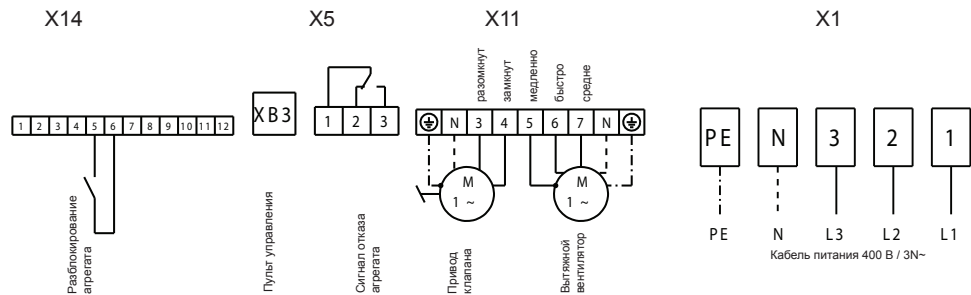 X14
X5
X11
X1
разомкнут
замкнут
медленно
быстро
средне
1 2 3 4 5 6 7 8 9 10 11 12
XB3
1 2 3
N 3 4 5 6 7 N
PE N 3 2 1
M
1 ~
M
1 ~
PE N L3 L2 L1
Кабель питания 400 В / 3N~
Разблокирование
агрегата
Пульт управления
Сигнал отказа
агрегата
Привод
клапана
Вытяжной
вентилятор